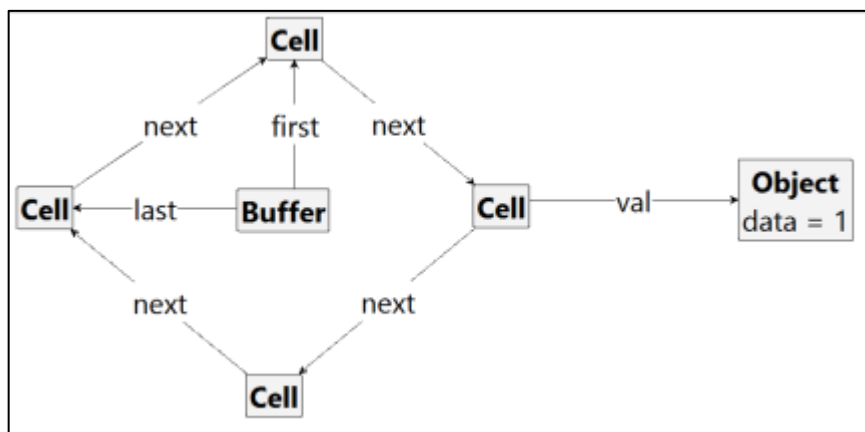 Cell
next
first
next
Cell
last
Buffer
Cell
val
Object
data = 1
next
next
Cell